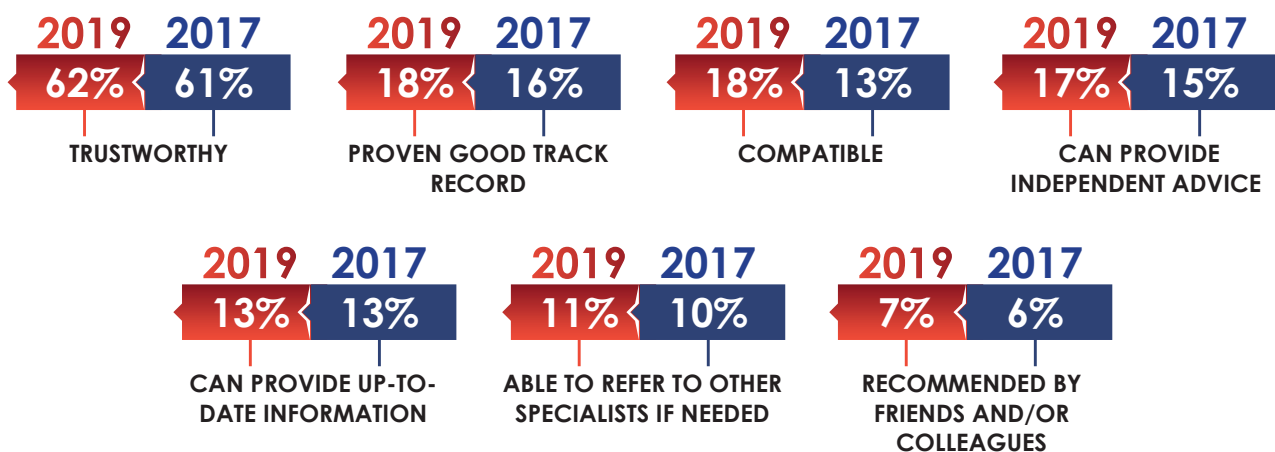 2019 2017 2019 2017 2019 2017 2019 2017
62% 61% 18% 16% 18% 13% 17% 15%
TRUSTWORTHY
PROVEN GOOD TRACK
RECORD
COMPATIBLE
CAN PROVIDE
INDEPENDENT ADVICE
2019 2017 2019 2017 2019 2017
13% 13% 11% 10% 7% 6%
CAN PROVIDE UP-TO-
DATE INFORMATION
ABLE TO REFER TO OTHER
SPECIALISTS IF NEEDED
RECOMMENDED BY
FRIENDS AND/OR
COLLEAGUES